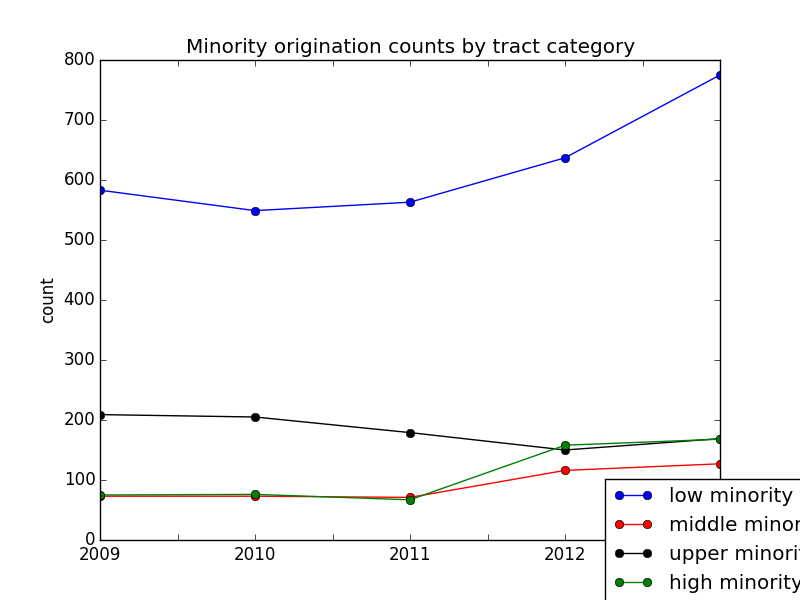 Minority origination counts by tract category
800
700
600
500
400
300
200
100
0
count
2009 2010 2011 2012
low minority
middle minor
upper minorit
high minority